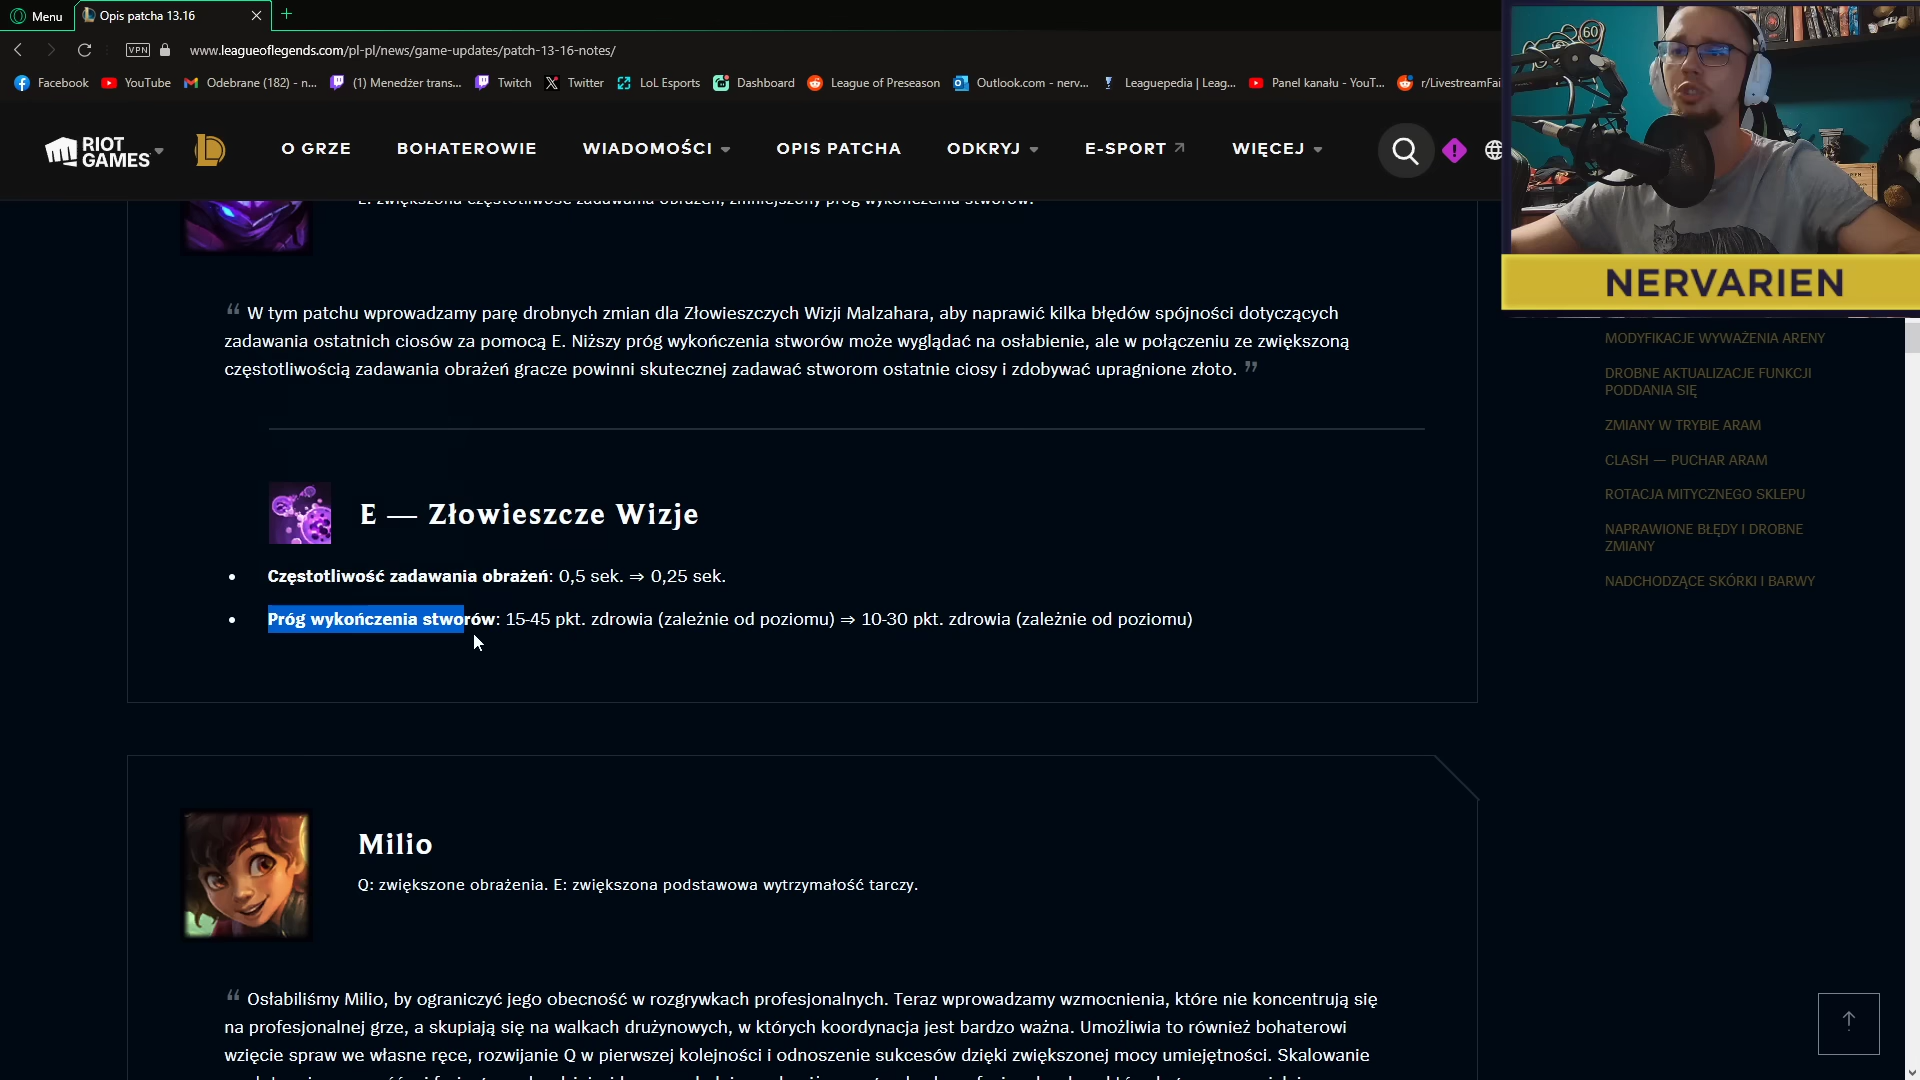 Menu
Opis patcha 13.16
VPN
www.leagueoflegends.com/pl-pl/news/game-updates/patch-13-16-notes/
Facebook YouTube Odebrane (182) - n... (1) Menedżer trans... Twitch Twitter LoL Esports Dashboard League of Preseason Outlook.com - nerv... Leaguepedia | Leag... Panel kanału - YouT... r/LivestreamFai
RIOT GAMES O GRZE BOHATEROWIE WIADOMOŚCI OPIS PATCHA ODKRYJ E-SPORT WIĘCEJ
60
NERVARIEN
E: zwiększona częstotliwość zadawania obrażeń, zmniejszony próg wykończenia stworów.
“ W tym patchu wprowadzamy parę drobnych zmian dla Złowieszczych Wizji Malzahara, aby naprawić kilka błędów spójności dotyczących
zadawania ostatnich ciosów za pomocą E. Niższy próg wykończenia stworów może wyglądać na osłabienie, ale w połączeniu ze zwiększoną
częstotliwością zadawania obrażeń gracze powinni skutecznej zadawać stworom ostatnie ciosy i zdobywać upragnione złoto. ”
E — Złowieszcze Wizje
• Częstotliwość zadawania obrażeń: 0,5 sek. ⇒ 0,25 sek.
• Próg wykończenia stworów: 15-45 pkt. zdrowia (zależnie od poziomu) ⇒ 10-30 pkt. zdrowia (zależnie od poziomu)
Milio
Q: zwiększone obrażenia. E: zwiększona podstawowa wytrzymałość tarczy.
“ Osłabiliśmy Milio, by ograniczyć jego obecność w rozgrywkach profesjonalnych. Teraz wprowadzamy wzmocnienia, które nie koncentrują się
na profesjonalnej grze, a skupiają się na walkach drużynowych, w których koordynacja jest bardzo ważna. Umożliwia to również bohaterowi
wzięcie spraw we własne ręce, rozwijanie Q w pierwszej kolejności i odnoszenie sukcesów dzięki zwiększonej mocy umiejętności. Skalowanie
MODYFIKACJE WYWAŻENIA ARENY
DROBNE AKTUALIZACJE FUNKCJI
PODDANIA SIĘ
ZMIANY W TRYBIE ARAM
CLASH — PUCHAR ARAM
ROTACJA MITYCZNEGO SKLEPU
NAPRAWIONE BŁĘDY I DROBNE
ZMIANY
NADCHODZĄCE SKÓRKI I BARWY